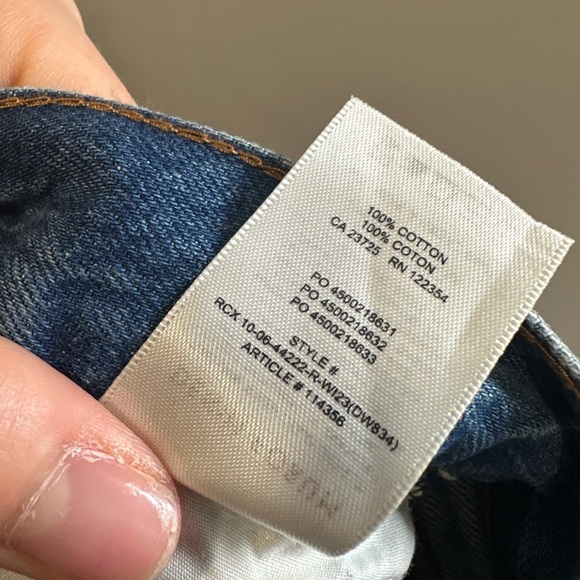 100% COTTON
100% COTON
CA 23725 RN 122354
PO 4500218631
PO 4500218632
PO 4500218633
STYLE #
RCX 10-06-44222-R-WI23(DW834)
ARTICLE # 114356